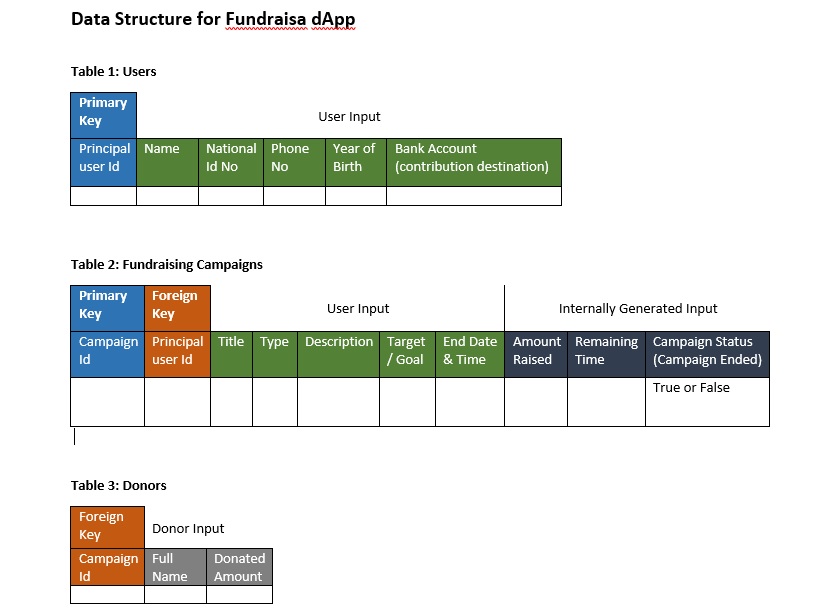 Data Structure for Fundraisa dApp
Table 1: Users
Primary
Key
User Input
Principal Name National Phone Year of Bank Account
user Id Id No No Birth (contribution destination)
Table 2: Fundraising Campaigns
Primary Foreign
Key Key
User Input Internally Generated Input
Campaign Principal Title Type Description Target End Date Amount Remaining Campaign Status
Id user Id / Goal & Time Raised Time (Campaign Ended)
True or False
Table 3: Donors
Foreign
Key
Donor Input
Campaign Full Donated
Id Name Amount